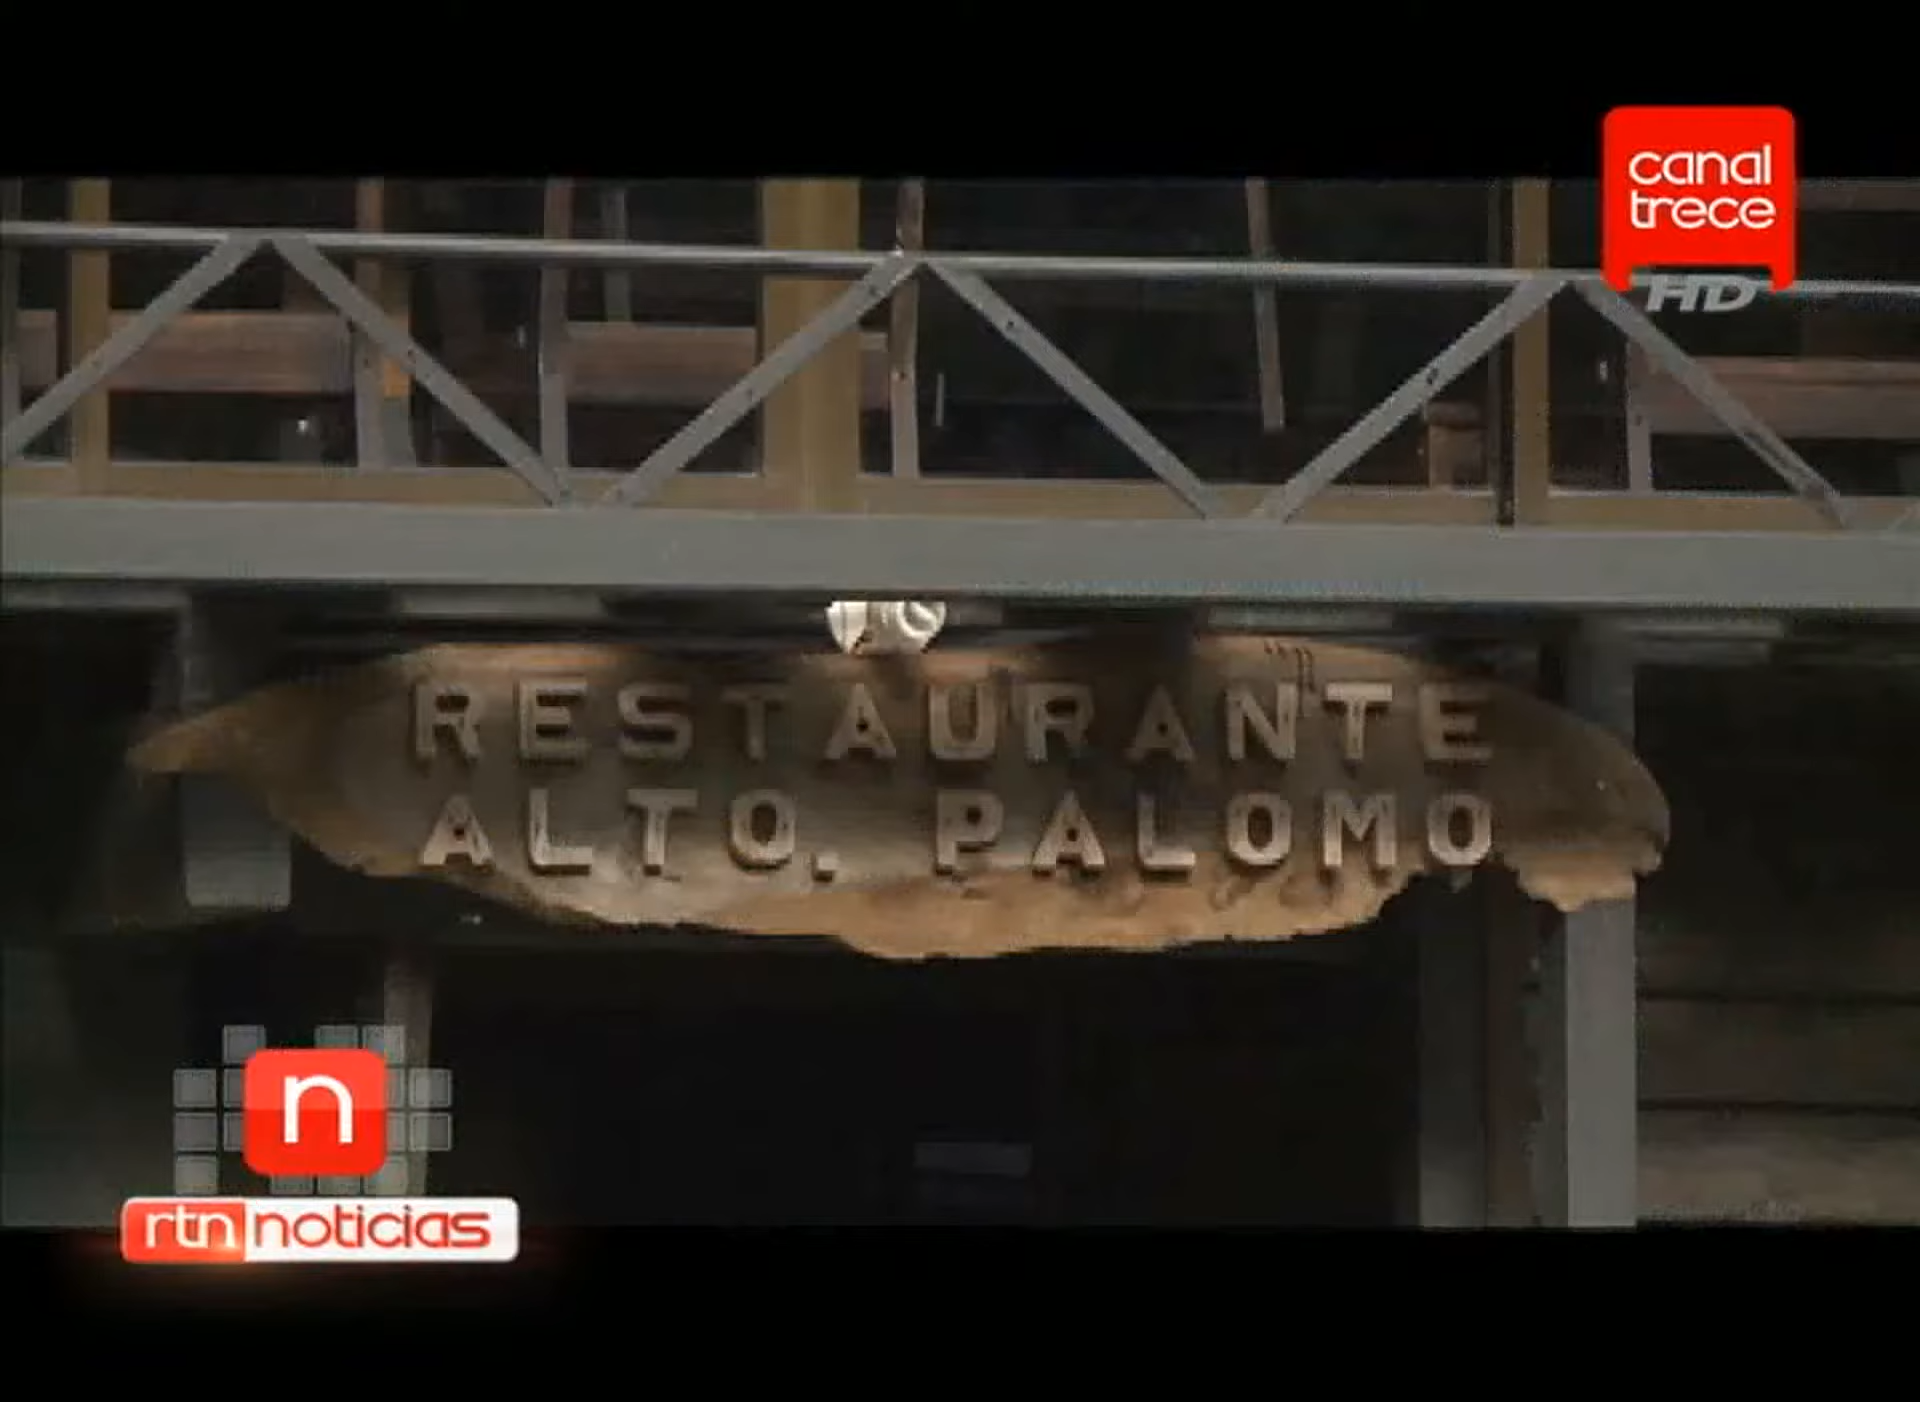 canal
trece
HD
RESTAURANTE
ALTO. PALOMO
n
rtn noticias